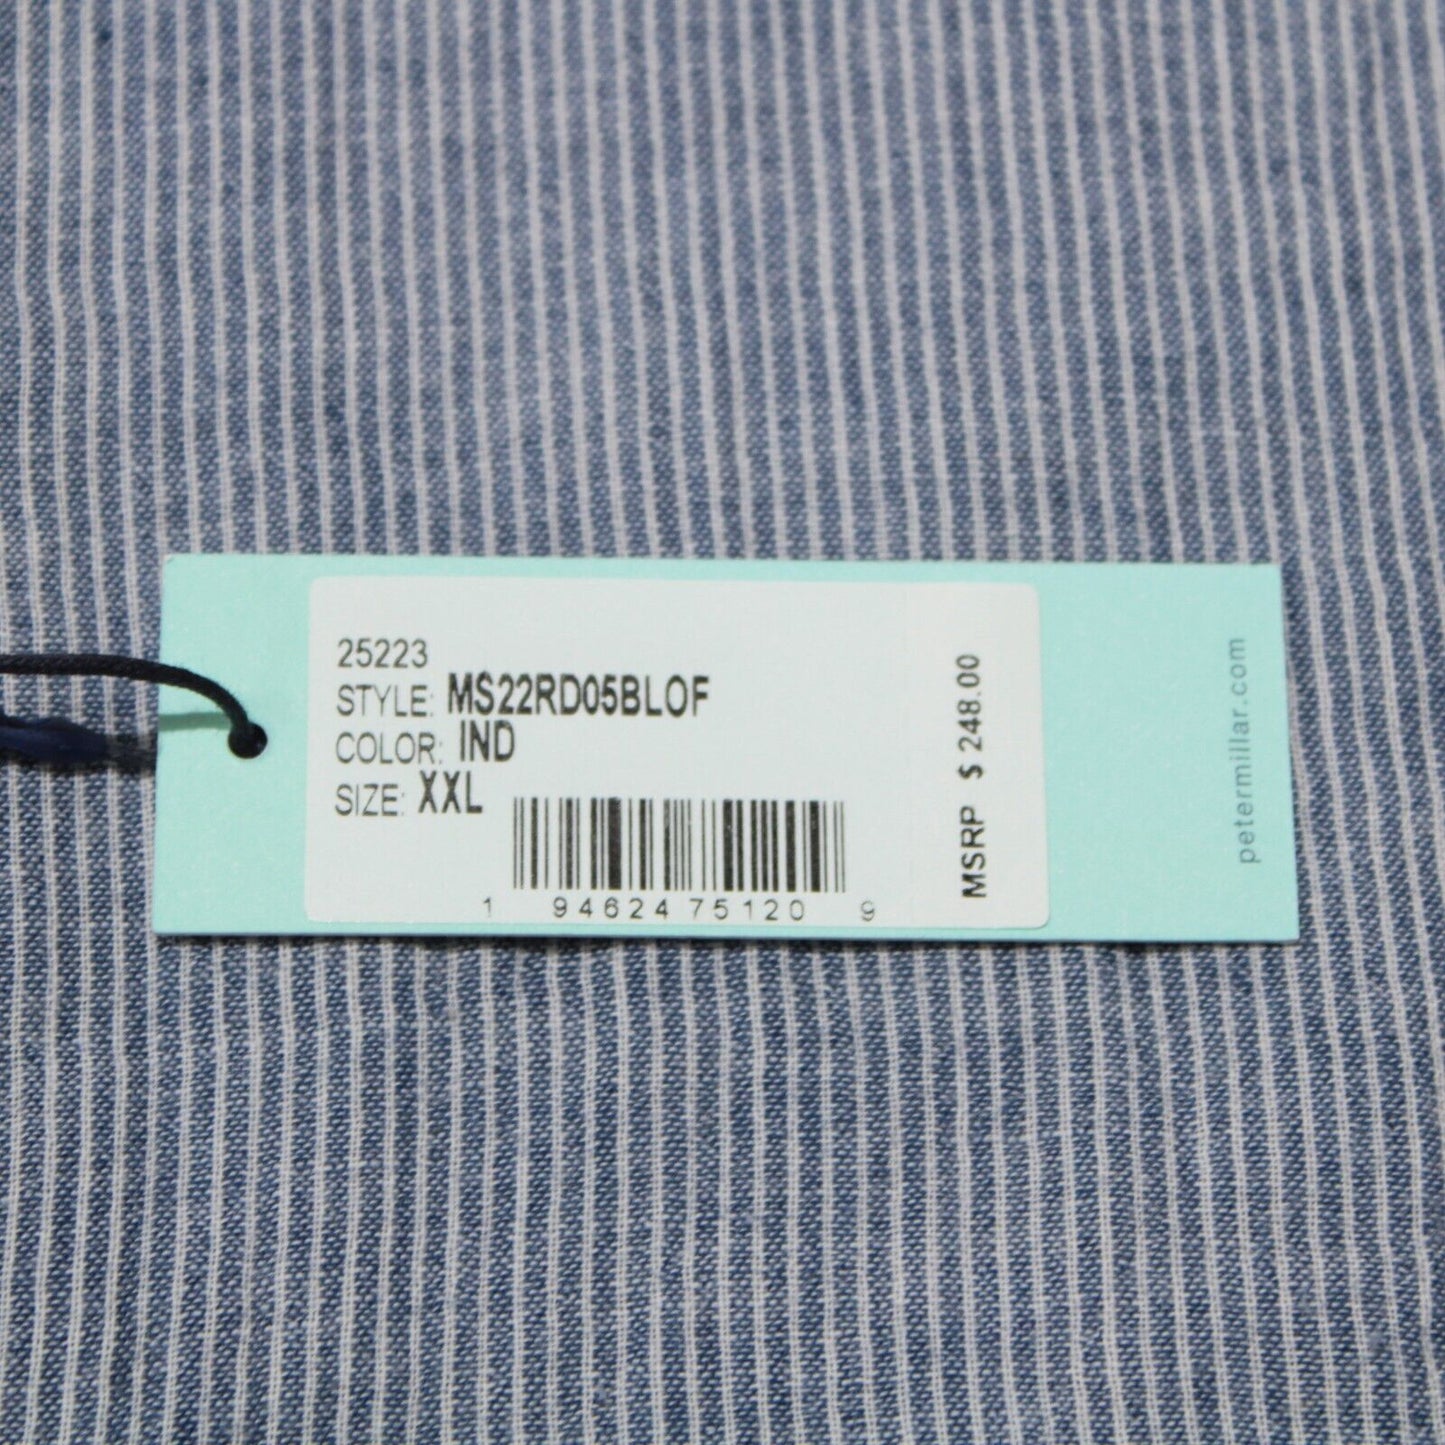 25223
STYLE: MS22RD05BLOF
COLOR: IND
SIZE: XXL
1 94624 75120 9
MSRP $ 248.00
petermillar.com